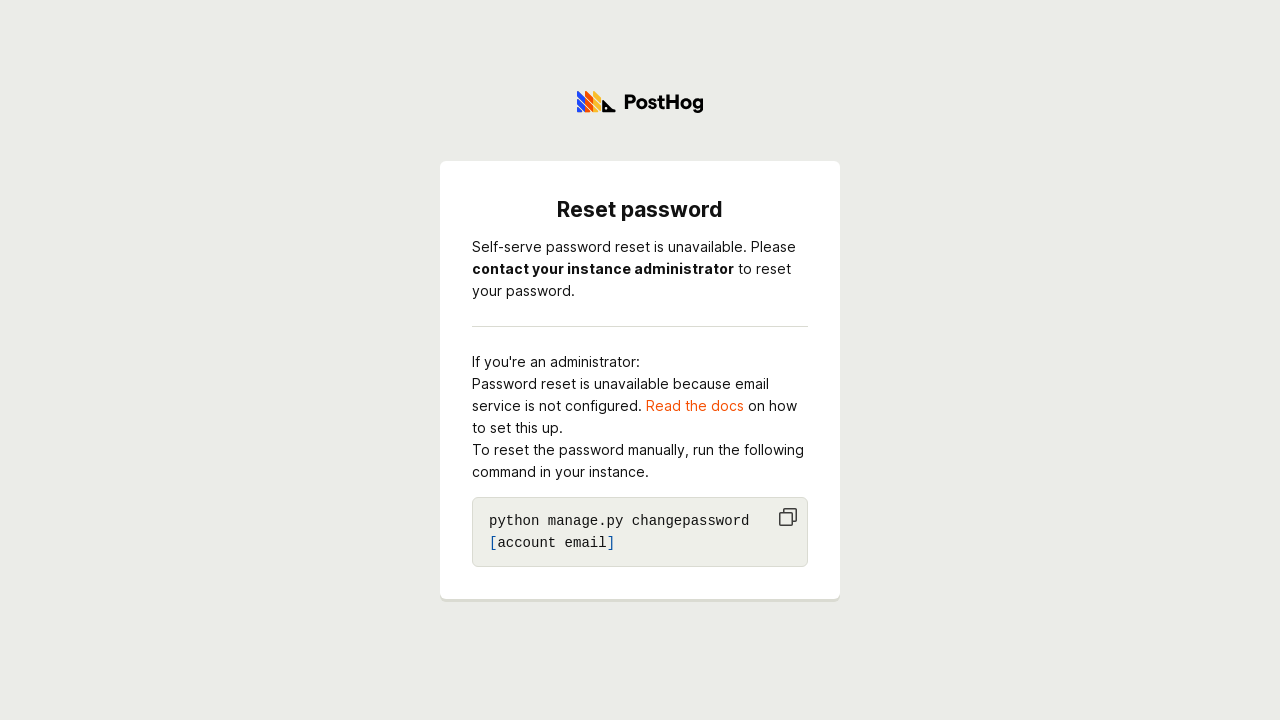 PostHog
Reset password
Self-serve password reset is unavailable. Please
contact your instance administrator to reset
your password.
If you're an administrator:
Password reset is unavailable because email
service is not configured. Read the docs on how
to set this up.
To reset the password manually, run the following
command in your instance.
python manage.py changepassword
[account email]